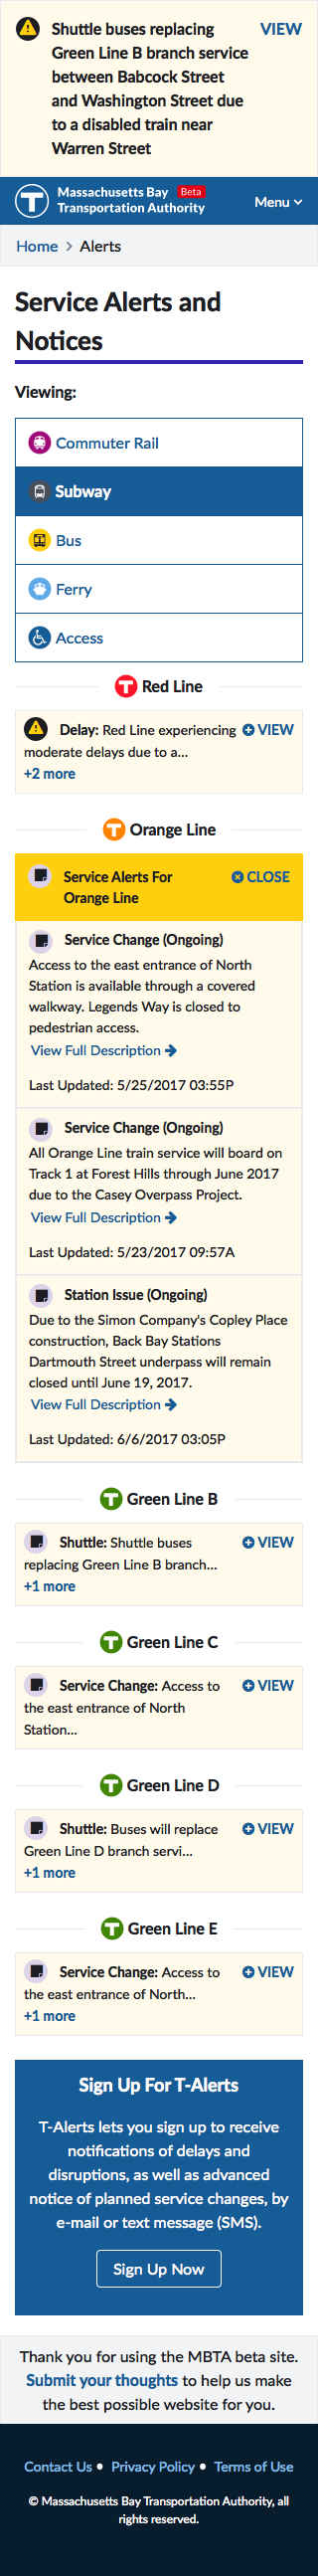 Shuttle buses replacing VIEW
Green Line B branch service
between Babcock Street
and Washington Street due
to a disabled train near
Warren Street
Massachusetts Bay Beta
Transportation Authority
Menu
Home > Alerts
Service Alerts and
Notices
Viewing:
Commuter Rail
Subway
Bus
Ferry
Access
T Red Line
Delay: Red Line experiencing VIEW
moderate delays due to a...
+2 more
T Orange Line
Service Alerts For CLOSE
Orange Line
Service Change (Ongoing)
Access to the east entrance of North
Station is available through a covered
walkway. Legends Way is closed to
pedestrian access.
View Full Description
Last Updated: 5/25/2017 03:55P
Service Change (Ongoing)
All Orange Line train service will board on
Track 1 at Forest Hills through June 2017
due to the Casey Overpass Project.
View Full Description
Last Updated: 5/23/2017 09:57A
Station Issue (Ongoing)
Due to the Simon Company's Copley Place
construction, Back Bay Stations
Dartmouth Street underpass will remain
closed until June 19, 2017.
View Full Description
Last Updated: 6/6/2017 03:05P
T Green Line B
Shuttle: Shuttle buses VIEW
replacing Green Line B branch...
+1 more
T Green Line C
Service Change: Access to VIEW
the east entrance of North
Station...
T Green Line D
Shuttle: Buses will replace VIEW
Green Line D branch servi...
+1 more
T Green Line E
Service Change: Access to VIEW
the east entrance of North...
+1 more
Sign Up For T-Alerts
T-Alerts lets you sign up to receive
notifications of delays and
disruptions, as well as advanced
notice of planned service changes, by
e-mail or text message (SMS).
Sign Up Now
Thank you for using the MBTA beta site.
Submit your thoughts to help us make
the best possible website for you.
Contact Us • Privacy Policy • Terms of Use
© Massachusetts Bay Transportation Authority, all
rights reserved.